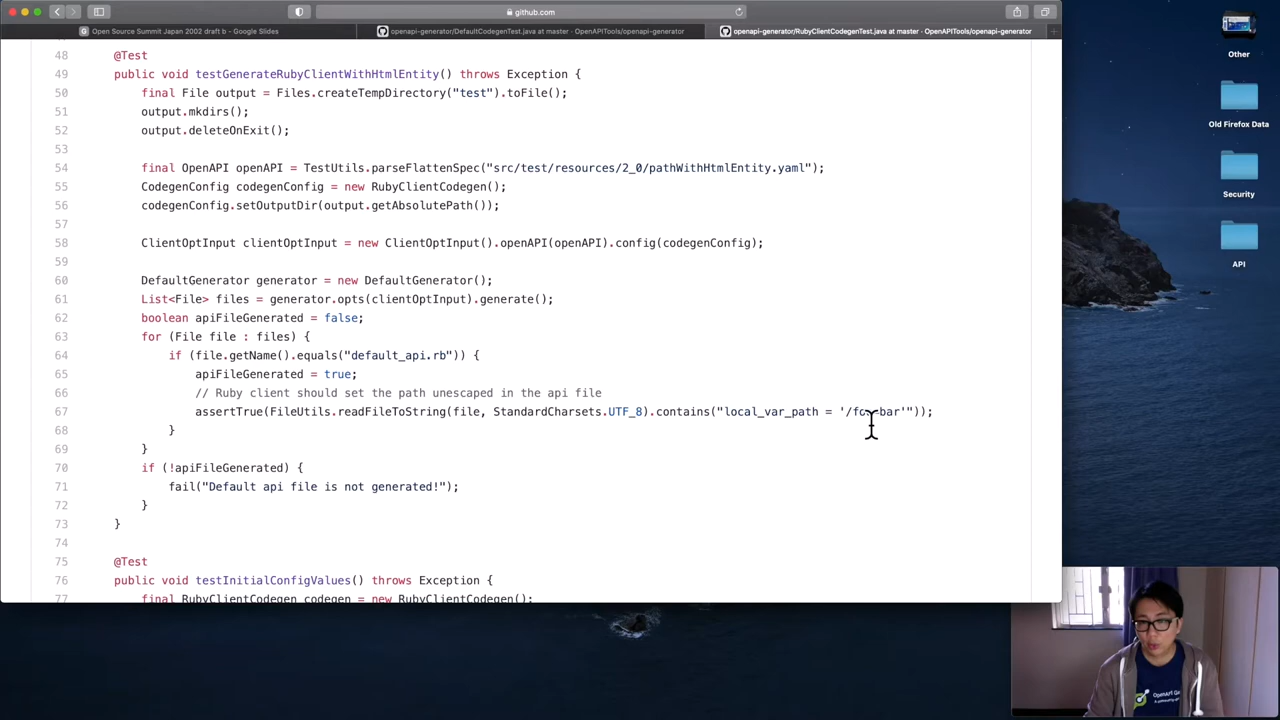 github.com
Open Source Summit Japan 2002 draft b - Google Slides
openapi-generator/DefaultCodegenTest.java at master · OpenAPITools/openapi-generator
openapi-generator/RubyClientCodegenTest.java at master · OpenAPITools/openapi-generator
Other
Old Firefox Data
Security
API
48 @Test
49 public void testGenerateRubyClientWithHtmlEntity() throws Exception {
50 final File output = Files.createTempDirectory("test").toFile();
51 output.mkdirs();
52 output.deleteOnExit();
53
54 final OpenAPI openAPI = TestUtils.parseFlattenSpec("src/test/resources/2_0/pathWithHtmlEntity.yaml");
55 CodegenConfig codegenConfig = new RubyClientCodegen();
56 codegenConfig.setOutputDir(output.getAbsolutePath());
57
58 ClientOptInput clientOptInput = new ClientOptInput().openAPI(openAPI).config(codegenConfig);
59
60 DefaultGenerator generator = new DefaultGenerator();
61 List<File> files = generator.opts(clientOptInput).generate();
62 boolean apiFileGenerated = false;
63 for (File file : files) {
64 if (file.getName().equals("default_api.rb")) {
65 apiFileGenerated = true;
66 // Ruby client should set the path unescaped in the api file
67 assertTrue(FileUtils.readFileToString(file, StandardCharsets.UTF_8).contains("local_var_path =
68 }
69 }
70 if (!apiFileGenerated) {
71 fail("Default api file is not generated!");
72 }
73 }
74
75 @Test
76 public void testInitialConfigValues() throws Exception {
77 final RubyClientCodegen codegen = new RubyClientCodegen();